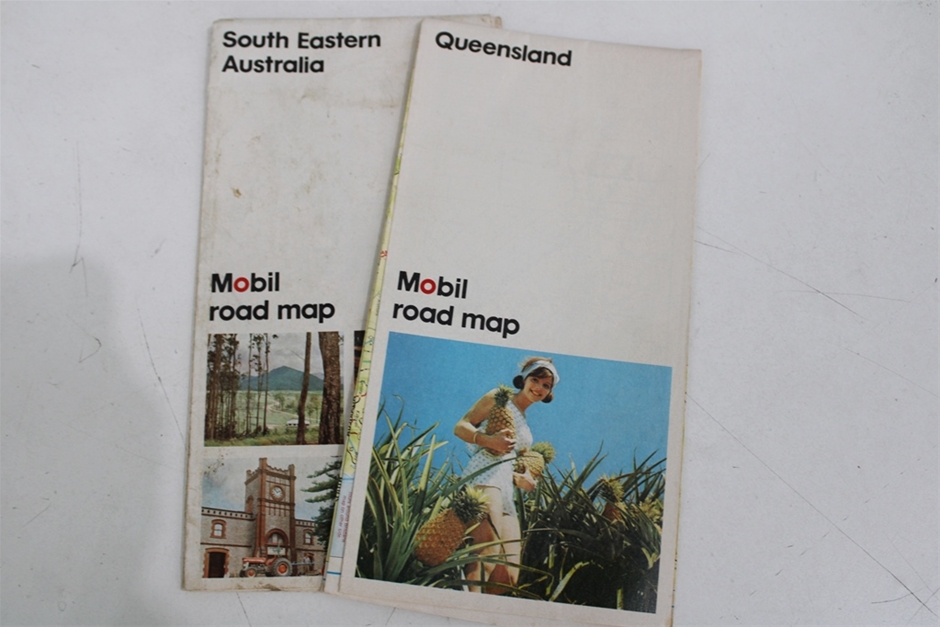 South Eastern
Australia
Mobil
road map
Queensland
Mobil
road map